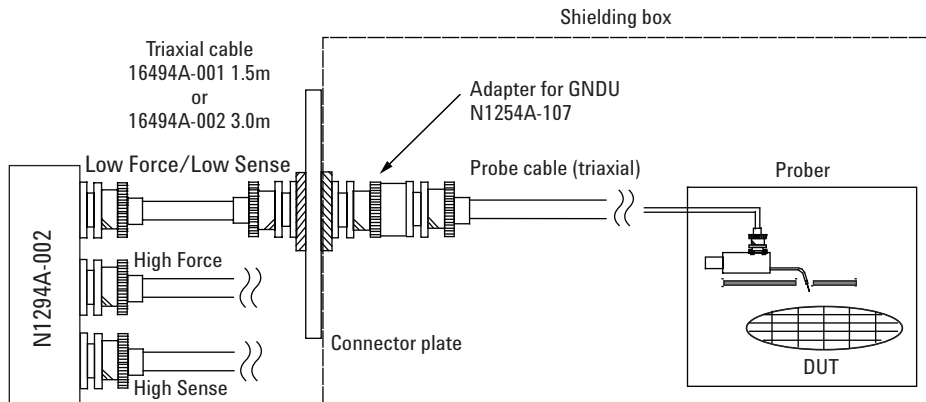 Shielding box
Triaxial cable
16494A-001 1.5m
or
16494A-002 3.0m
Adapter for GNDU
N1254A-107
Low Force/Low Sense
Probe cable (triaxial)
Prober
N1294A-002
High Force
Connector plate
High Sense
DUT